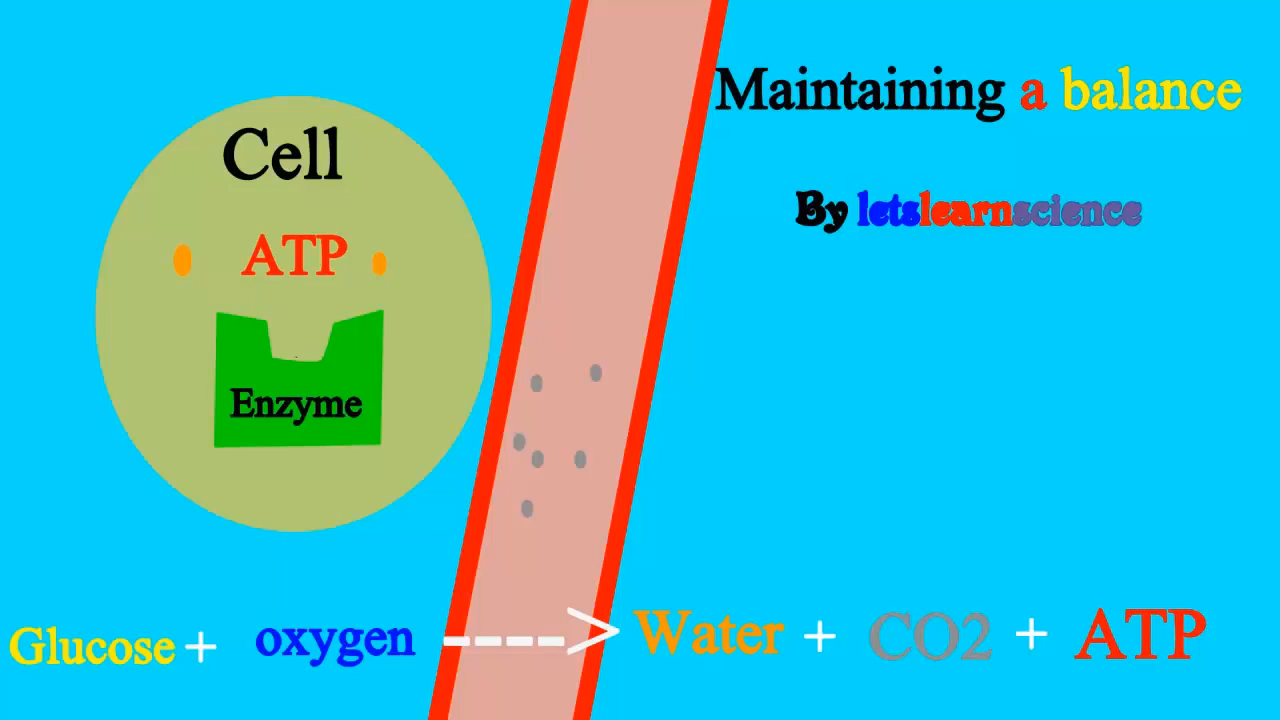 Maintaining a balance
By letslearnscience
Cell
ATP
Enzyme
Glucose + oxygen ----> Water + CO2 + ATP